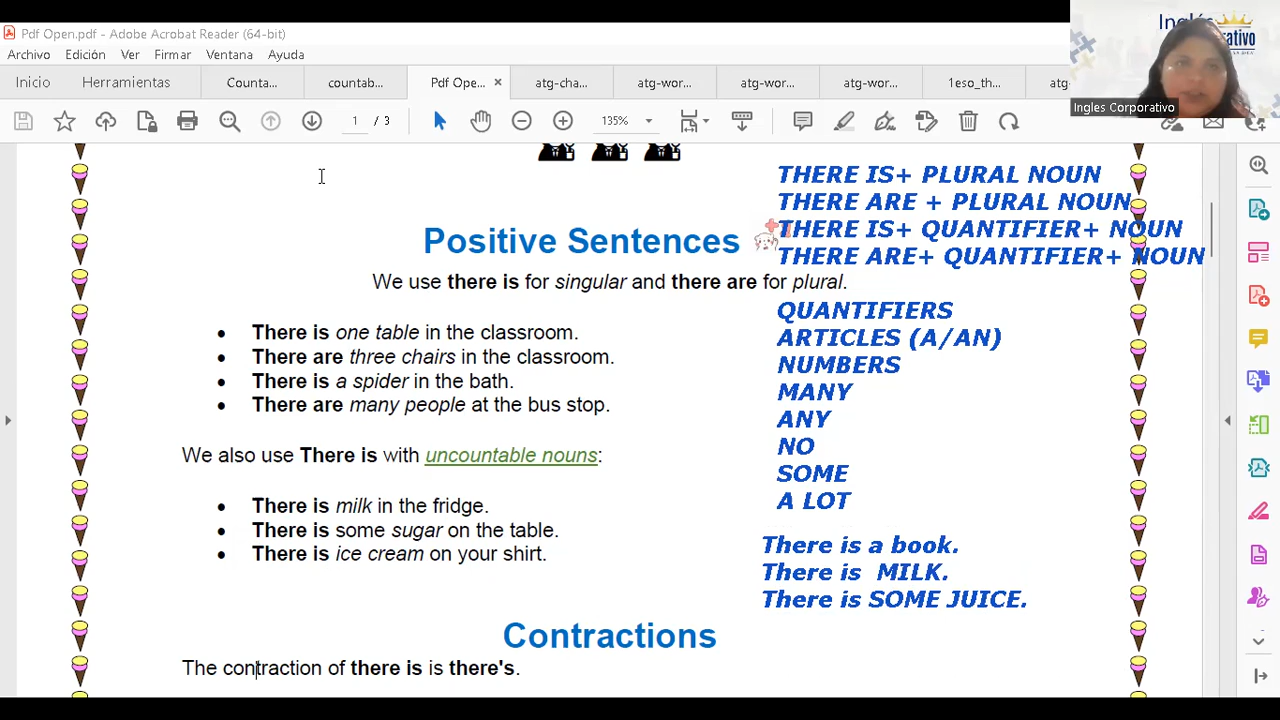 Pdf Open.pdf - Adobe Acrobat Reader (64-bit)
Archivo Edición Ver Firmar Ventana Ayuda
Inicio Herramientas Counta... countab... Pdf Ope... × atg-cha... atg-wor... atg-wor... atg-wor... 1eso_th...
1 / 3 135%
Inglés
rativo
Ingles Corporativo
THERE IS+ PLURAL NOUN
THERE ARE + PLURAL NOUN
THERE IS+ QUANTIFIER+ NOUN
THERE ARE+ QUANTIFIER+ NOUN
Positive Sentences
We use there is for singular and there are for plural.
• There is one table in the classroom.
• There are three chairs in the classroom.
• There is a spider in the bath.
• There are many people at the bus stop.
We also use There is with uncountable nouns:
• There is milk in the fridge.
• There is some sugar on the table.
• There is ice cream on your shirt.
QUANTIFIERS
ARTICLES (A/AN)
NUMBERS
MANY
ANY
NO
SOME
A LOT
There is a book.
There is MILK.
There is SOME JUICE.
Contractions
The contraction of there is is there's.